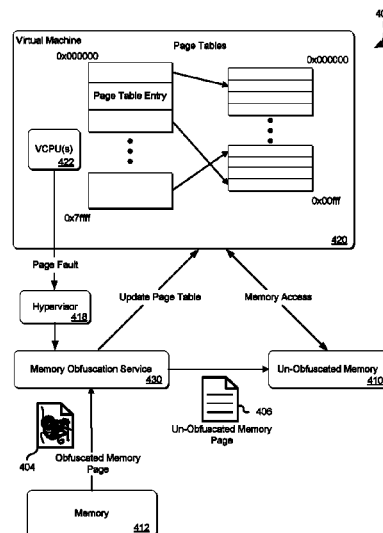 Virtual Machine
Page Tables
0x000000
0x000000
Page Table Entry
VCPU(s)
422
0x7ffff
0x00fff
420
Page Fault
Hypervisor
418
Update Page Table
Memory Access
Memory Obfuscation Service
430
Un-Obfuscated Memory
410
406
Un-Obfuscated Memory
Page
404
Obfuscated Memory
Page
Memory
412